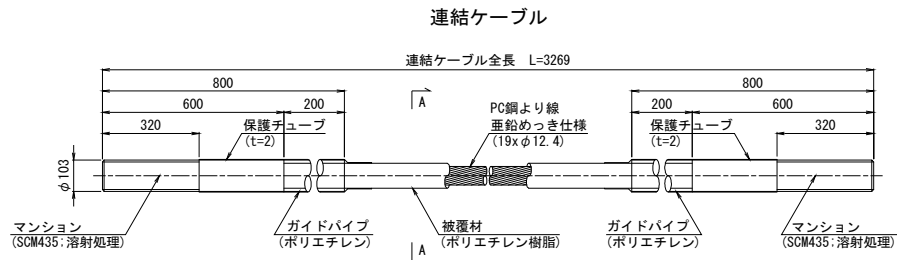 連結ケーブル
連結ケーブル全長 L=3269
800
800
A
600
200
200
600
PC鋼より線
亜鉛めっき仕様
(19xφ12.4)
320
保護チューブ
(t=2)
保護チューブ
(t=2)
320
φ103
マンション
(SCM435;溶射処理)
ガイドパイプ
(ポリエチレン)
被覆材
(ポリエチレン樹脂)
ガイドパイプ
(ポリエチレン)
マンション
(SCM435;溶射処理)
A